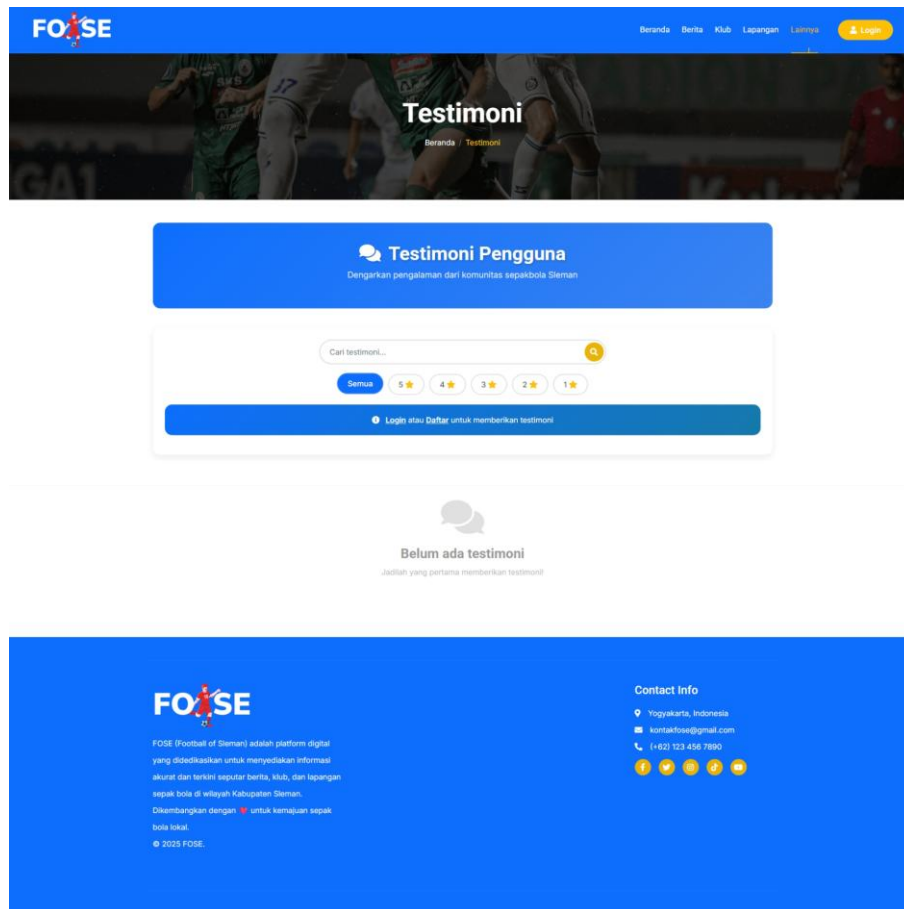 FOSE
Beranda Berita Klub Lapangan Lainnya Login
37
Testimoni
Beranda / Testimoni
GA1
Testimoni Pengguna
Dengarkan pengalaman dari komunitas sepakbola Sleman
Cari testimoni...
Semua 5 4 3 2 1
Login atau Daftar untuk memberikan testimoni
Belum ada testimoni
Jadilah yang pertama memberikan testimoni!
FOSE
FOSE (Football of Sleman) adalah platform digital
yang didedikasikan untuk menyediakan informasi
akurat dan terkini seputar berita, klub, dan lapangan
sepak bola di wilayah Kabupaten Sleman.
Dikembangkan dengan ❤️ untuk kemajuan sepak
bola lokal.
© 2025 FOSE.
Contact Info
Yogyakarta, Indonesia
kontakfose@gmail.com
(+62) 123 456 7890